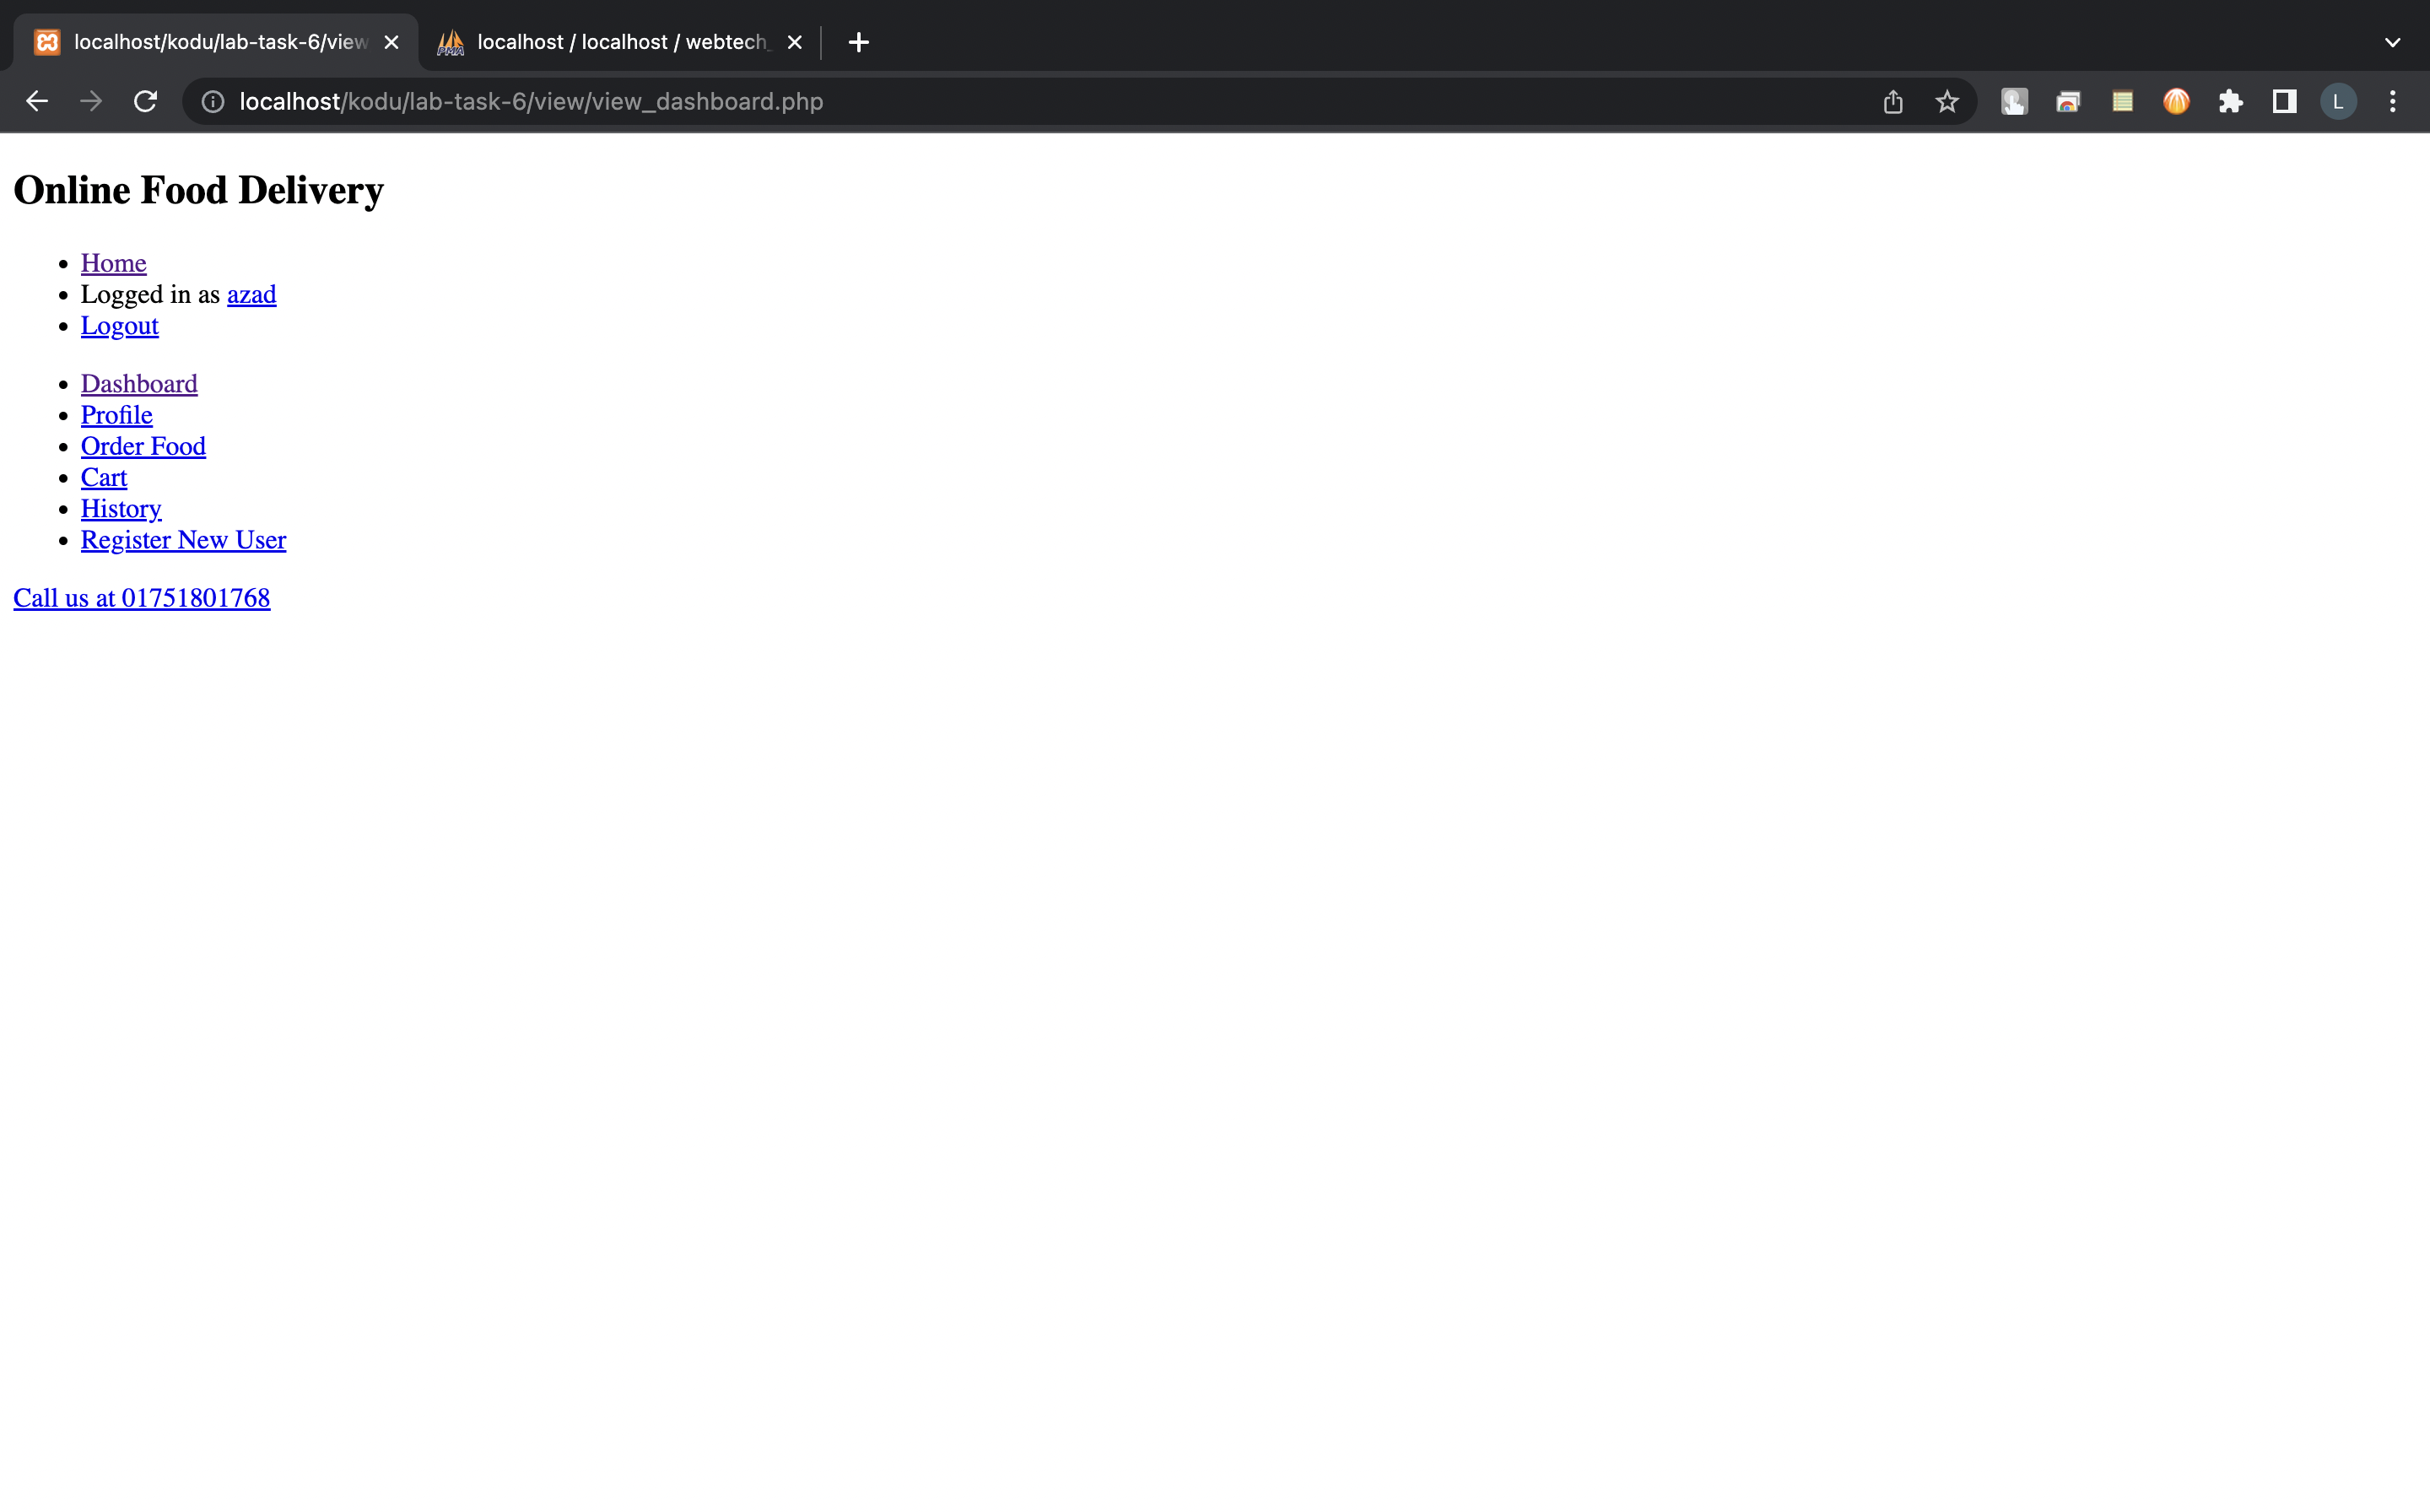 localhost/kodu/lab-task-6/view
localhost / localhost / webtech_
localhost/kodu/lab-task-6/view/view_dashboard.php
L
Online Food Delivery
Home
Logged in as azad
Logout
Dashboard
Profile
Order Food
Cart
History
Register New User
Call us at 01751801768